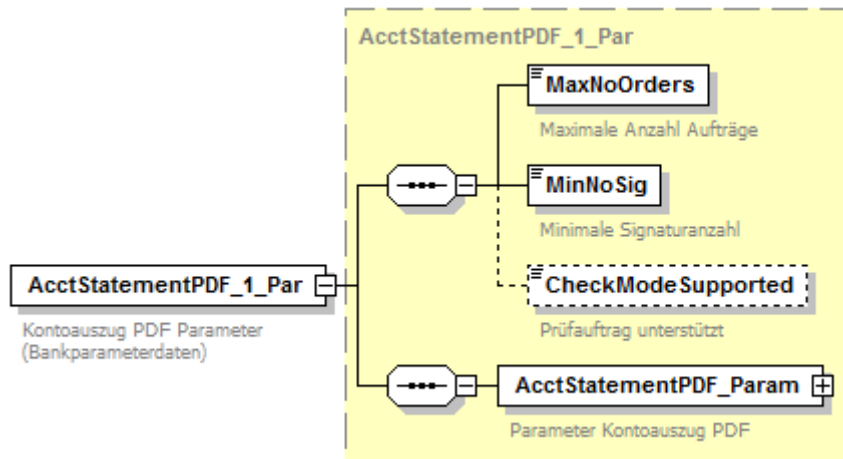 AcctStatementPDF_1_Par
MaxNoOrders
Maximale Anzahl Aufträge
MinNoSig
Minimale Signaturanzahl
AcctStatementPDF_1_Par
CheckModeSupported
Kontoauszug PDF Parameter
(Bankparameterdaten)
Prüfauftrag unterstützt
AcctStatementPDF_Param
Parameter Kontoauszug PDF